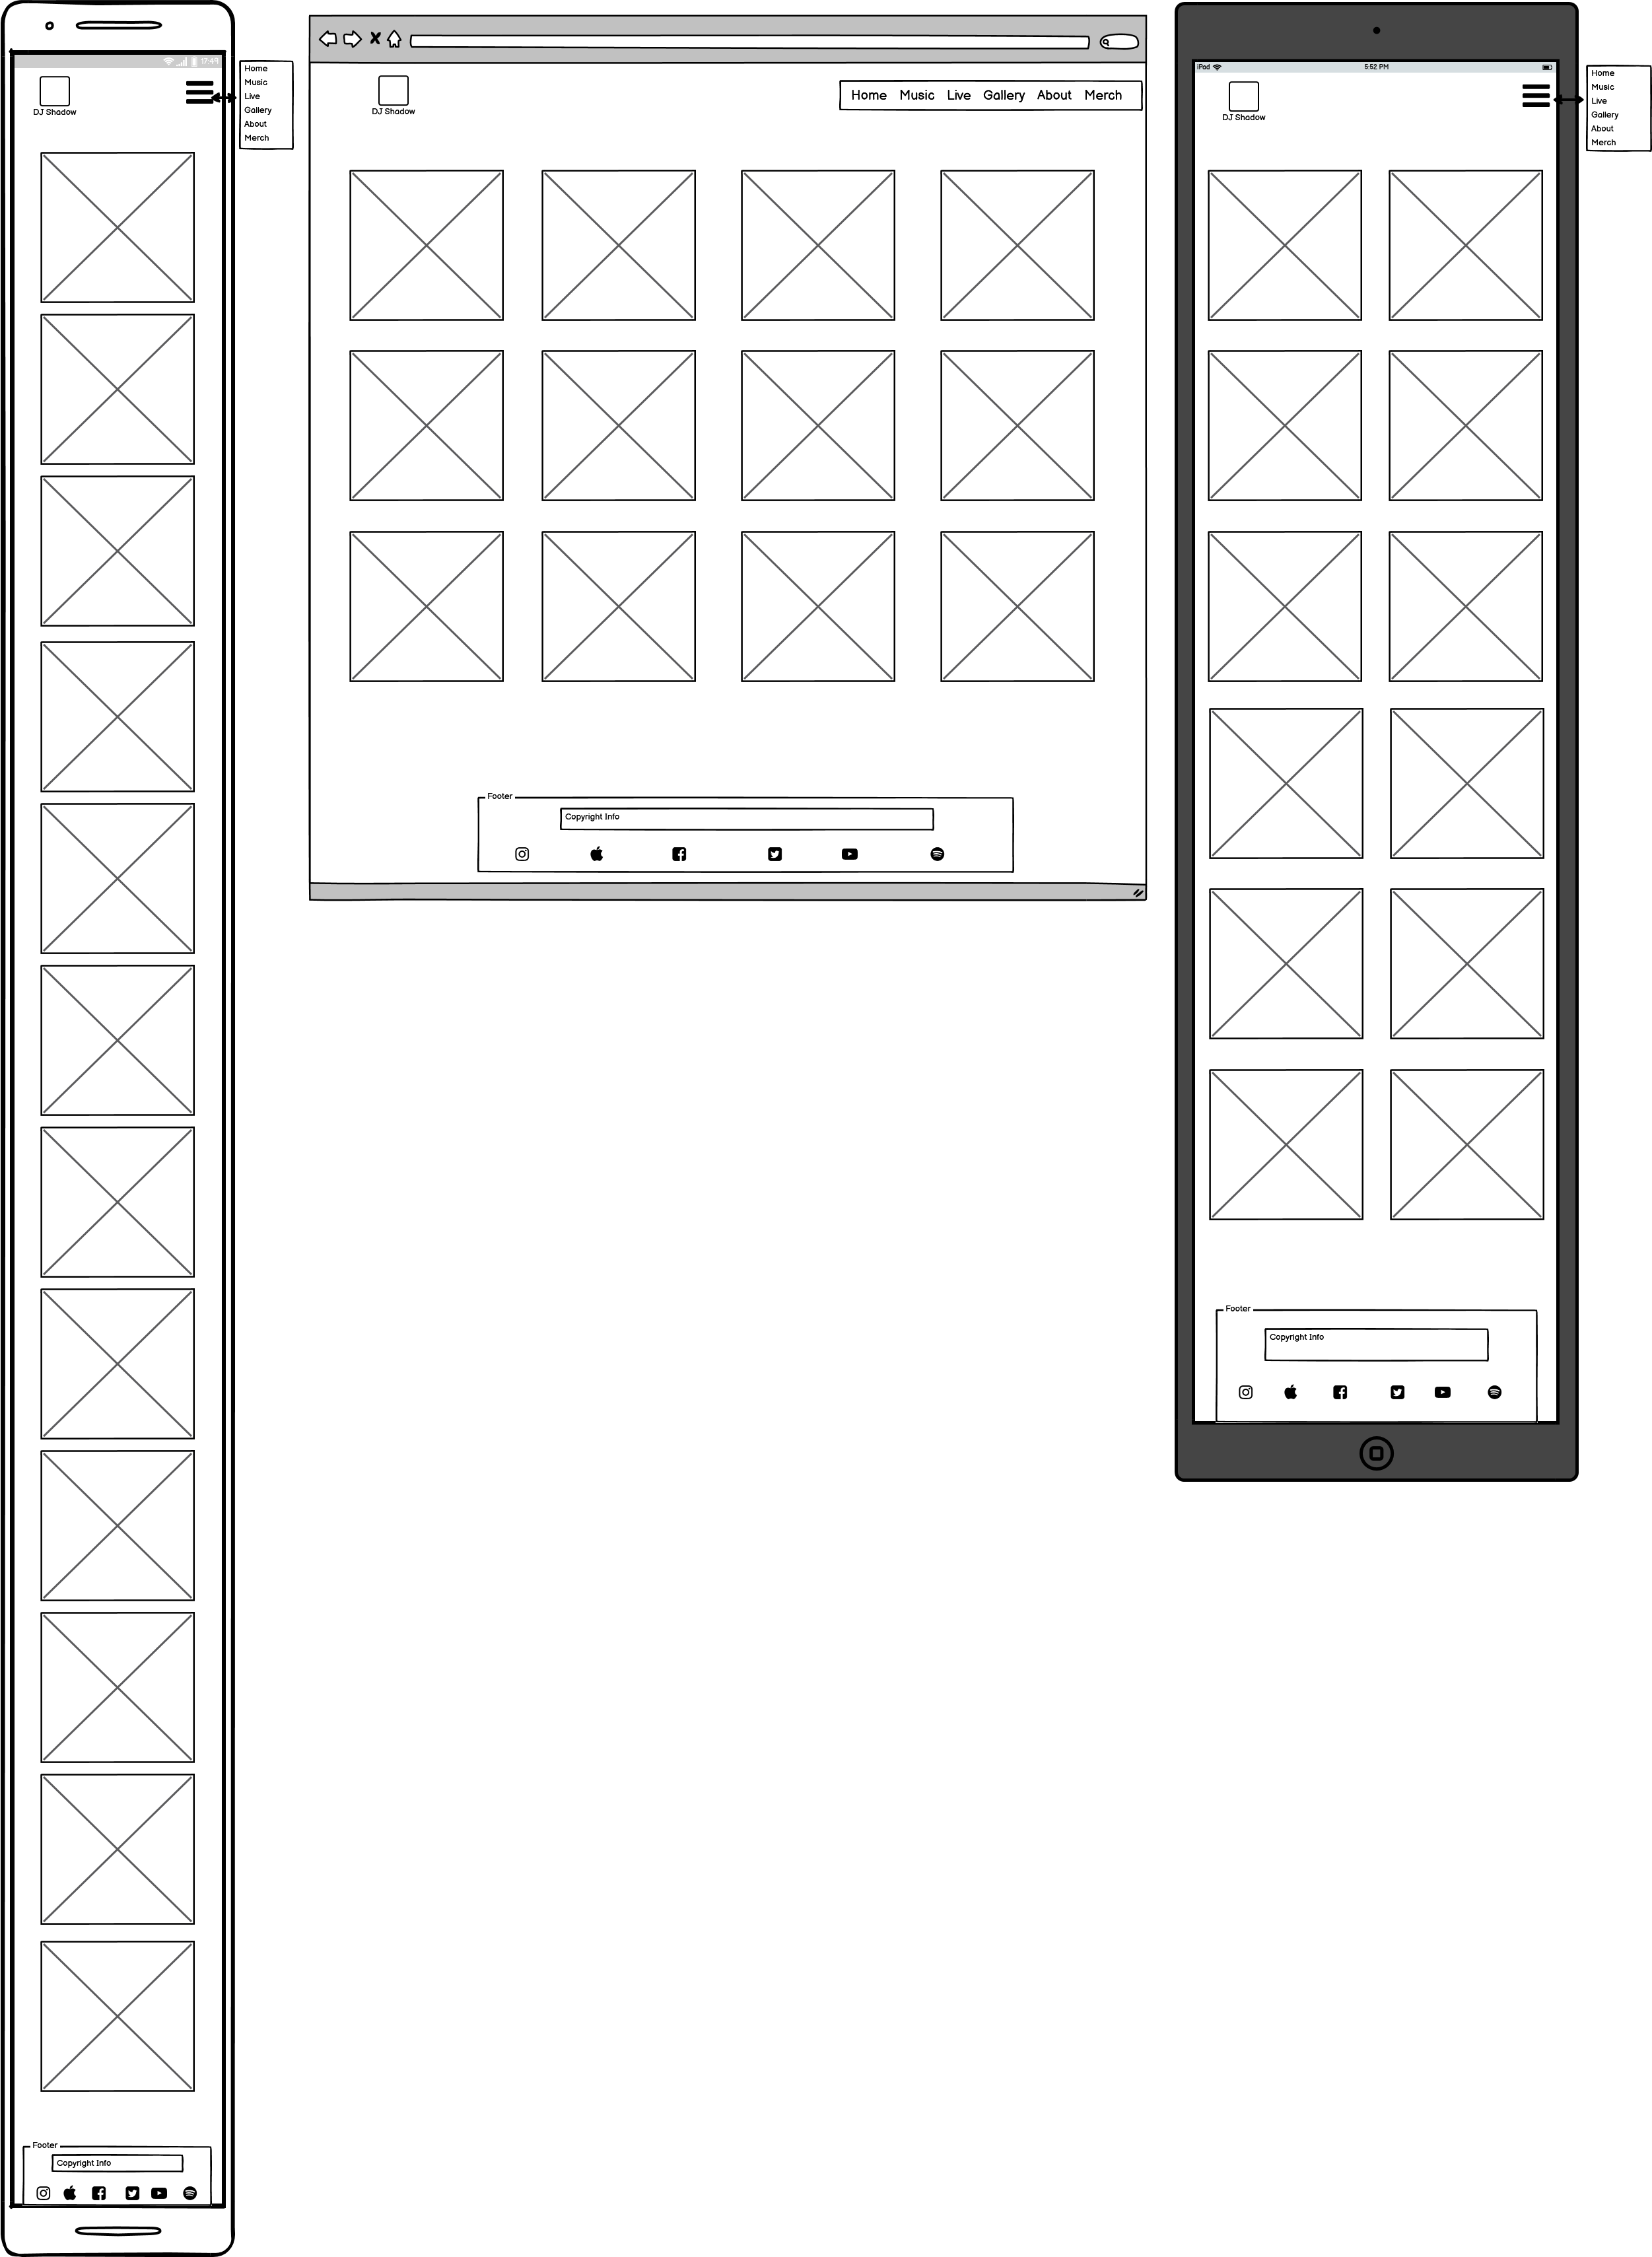 17:49
DJ Shadow
Home
Music
Live
Gallery
About
Merch
Footer
Copyright Info
DJ Shadow
Home Music Live Gallery About Merch
Footer
Copyright Info
iPad 5:52 PM
DJ Shadow
Home
Music
Live
Gallery
About
Merch
Footer
Copyright Info